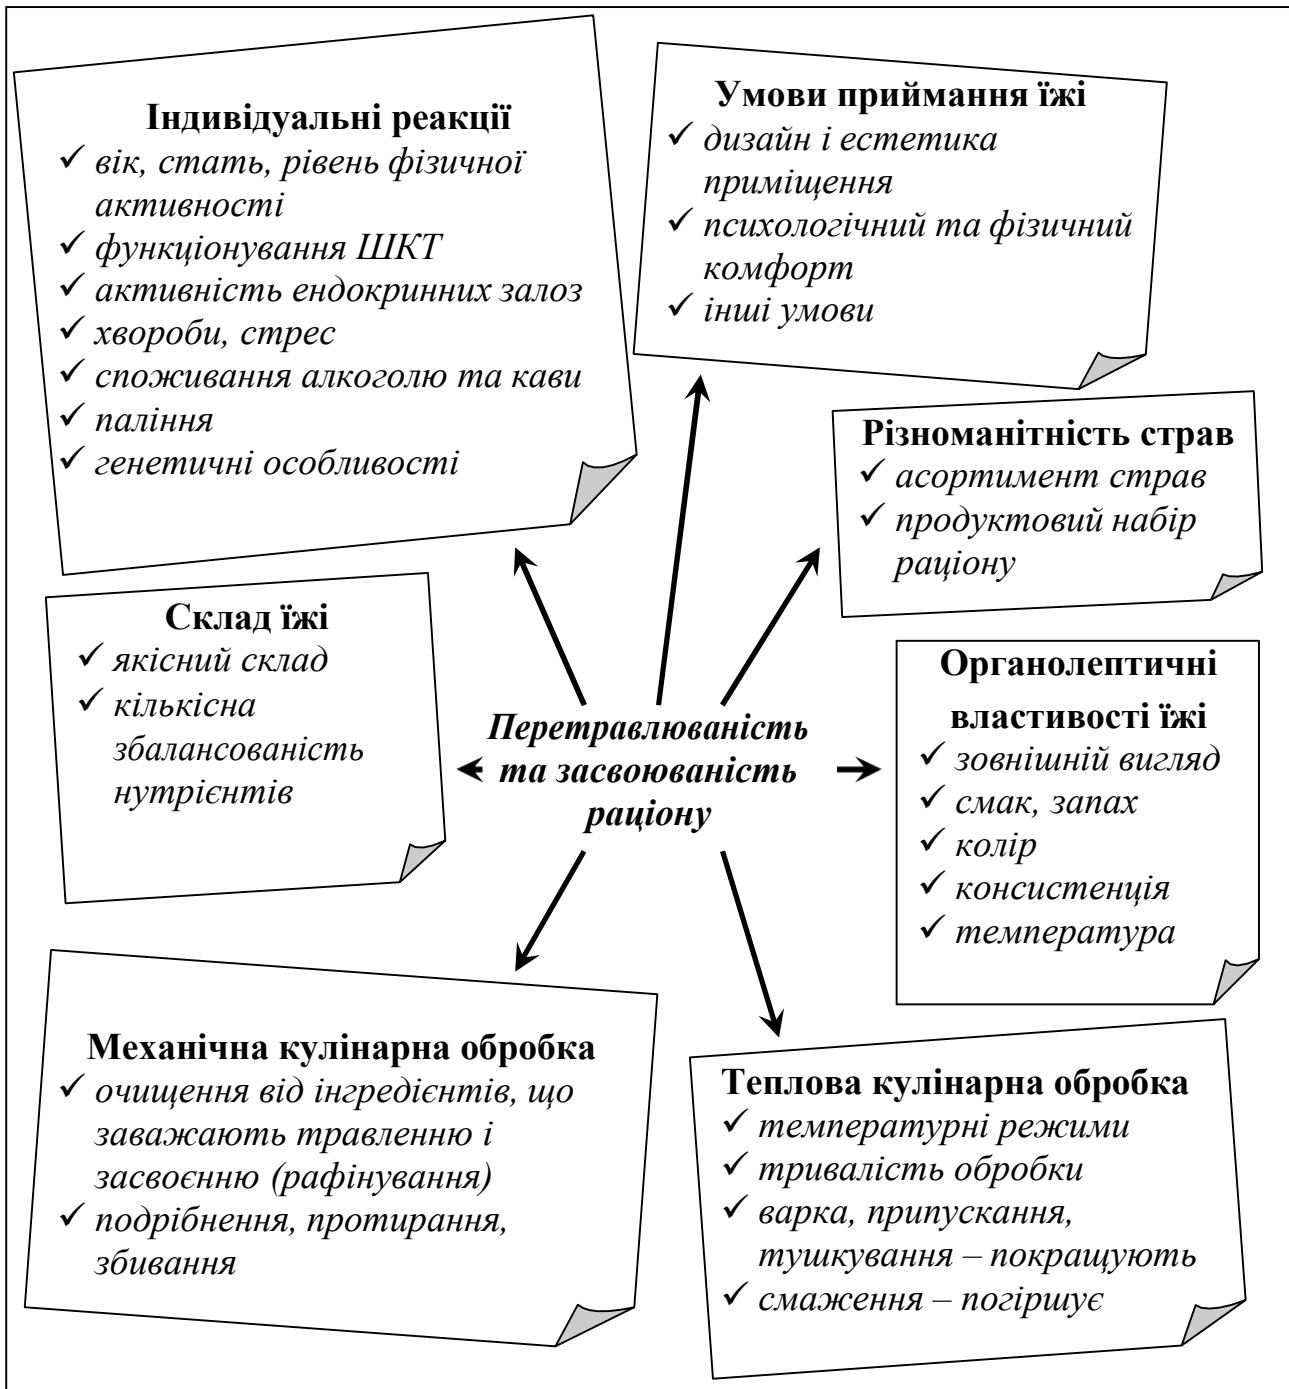 Індивідуальні реакції
✓ вік, стать, рівень фізичної
активності
✓ функціонування ШКТ
✓ активність ендокринних залоз
✓ хвороби, стрес
✓ споживання алкоголю та кави
✓ паління
✓ генетичні особливості
Умови приймання їжі
✓ дизайн і естетика
приміщення
✓ психологічний та фізичний
комфорт
✓ інші умови
Різноманітність страв
✓ асортимент страв
✓ продуктовий набір
раціону
Склад їжі
✓ якісний склад
✓ кількісна
збалансованість
нутрієнтів
Перетравлюваність
та засвоюваність
раціону
Органолептичні
властивості їжі
✓ зовнішній вигляд
✓ смак, запах
✓ колір
✓ консистенція
✓ температура
Механічна кулінарна обробка
✓ очищення від інгредієнтів, що
заважають травленню і
засвоєнню (рафінування)
✓ подрібнення, протирання,
збивання
Теплова кулінарна обробка
✓ температурні режими
✓ тривалість обробки
✓ варка, припускання,
тушкування – покращують
✓ смаження – погіршує